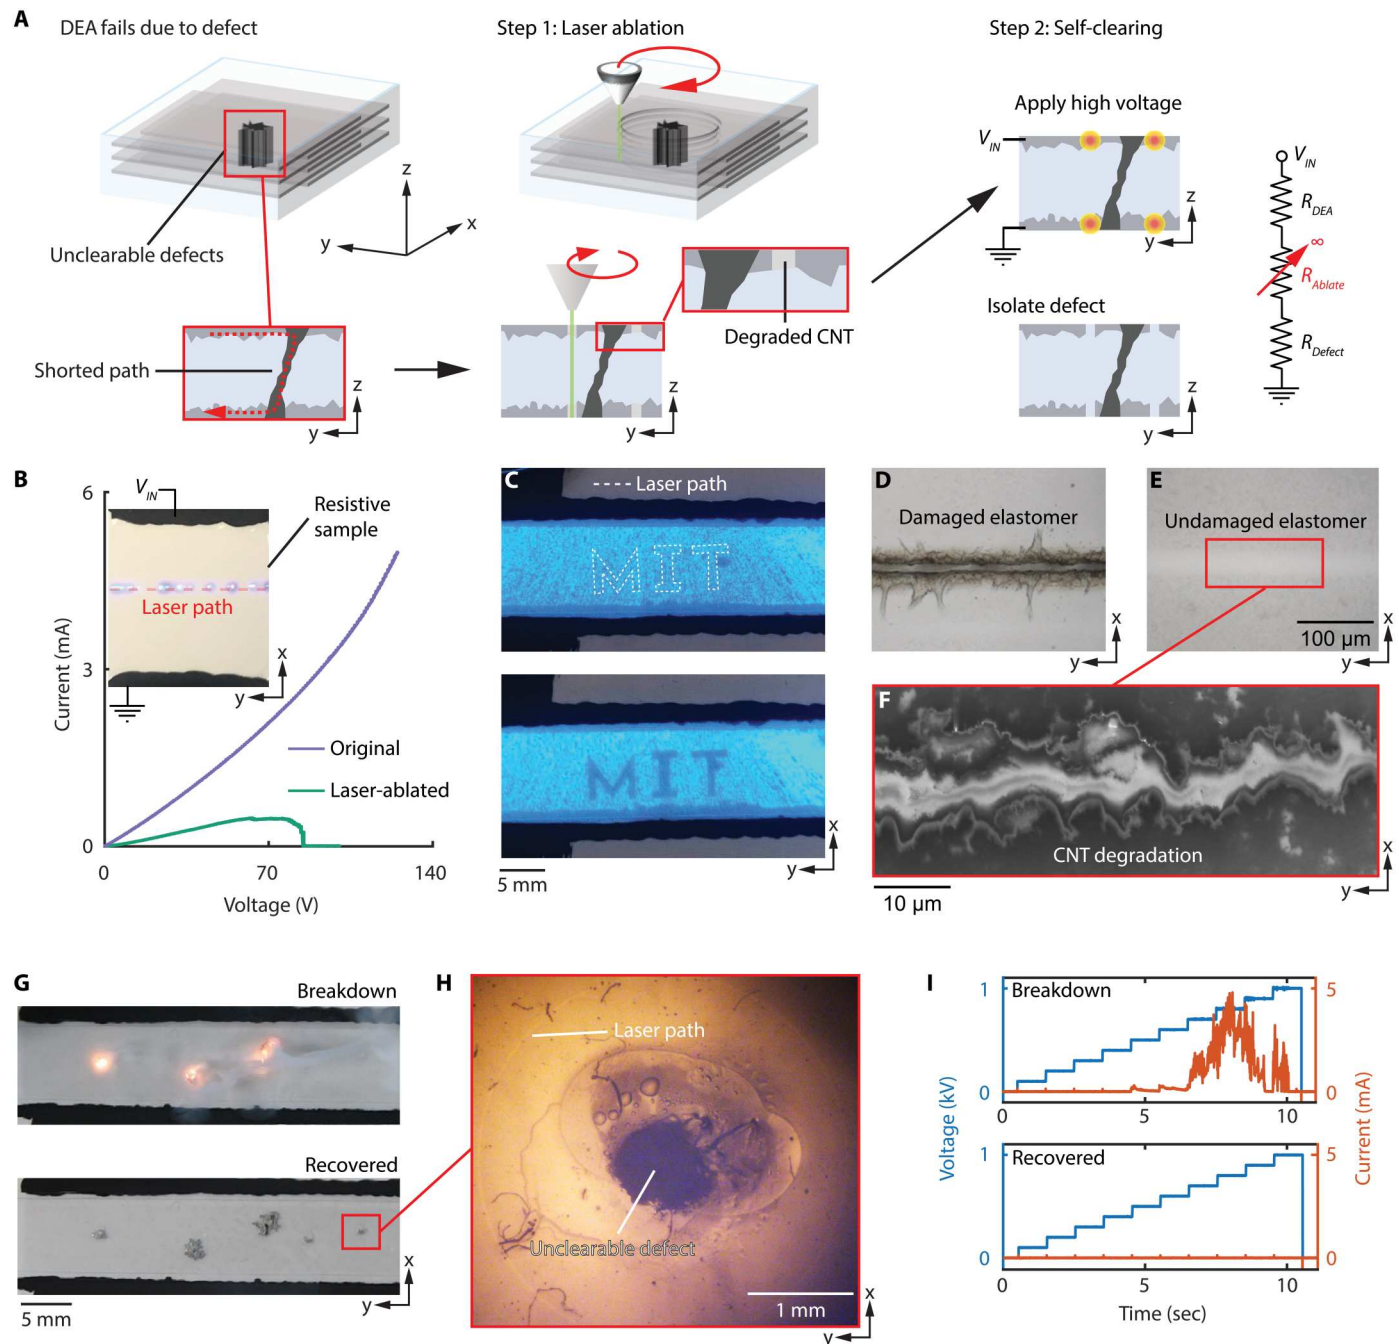 A
DEA fails due to defect
Step 1: Laser ablation
Step 2: Self-clearing
Apply high voltage
V_IN
z
x
y
Unclearable defects
z
y
V_IN
R_DEA
∞
R_Ablate
R_Defect
Isolate defect
Degraded CNT
Shorted path
z
y
z
y
z
y
B
V_IN
Resistive
sample
Laser path
x
y
Original
Laser-ablated
6
3
0
0
70
140
Current (mA)
Voltage (V)
C
Laser path
MIT
MIT
5 mm
x
y
D
Damaged elastomer
x
y
E
Undamaged elastomer
100 μm
x
y
F
CNT degradation
10 μm
x
y
G
Breakdown
Recovered
5 mm
x
y
H
Laser path
Unclearable defect
1 mm
x
y
I
Breakdown
1
0
5
0
0
5
10
Recovered
1
0
5
0
0
5
10
Voltage (kV)
Current (mA)
Time (sec)